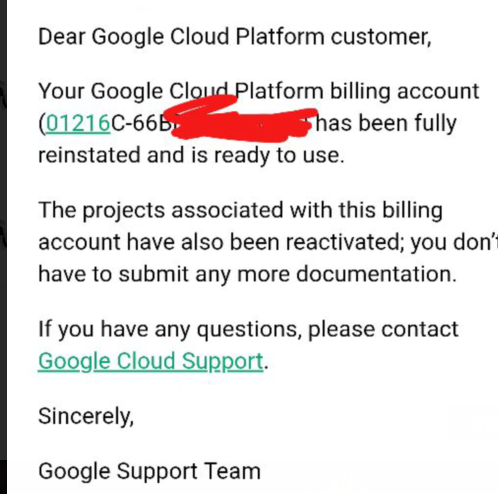 Dear Google Cloud Platform customer,
Your Google Cloud Platform billing account
(01216C-66B has been fully
reinstated and is ready to use.
The projects associated with this billing
account have also been reactivated; you don't
have to submit any more documentation.
If you have any questions, please contact
Google Cloud Support.
Sincerely,
Google Support Team